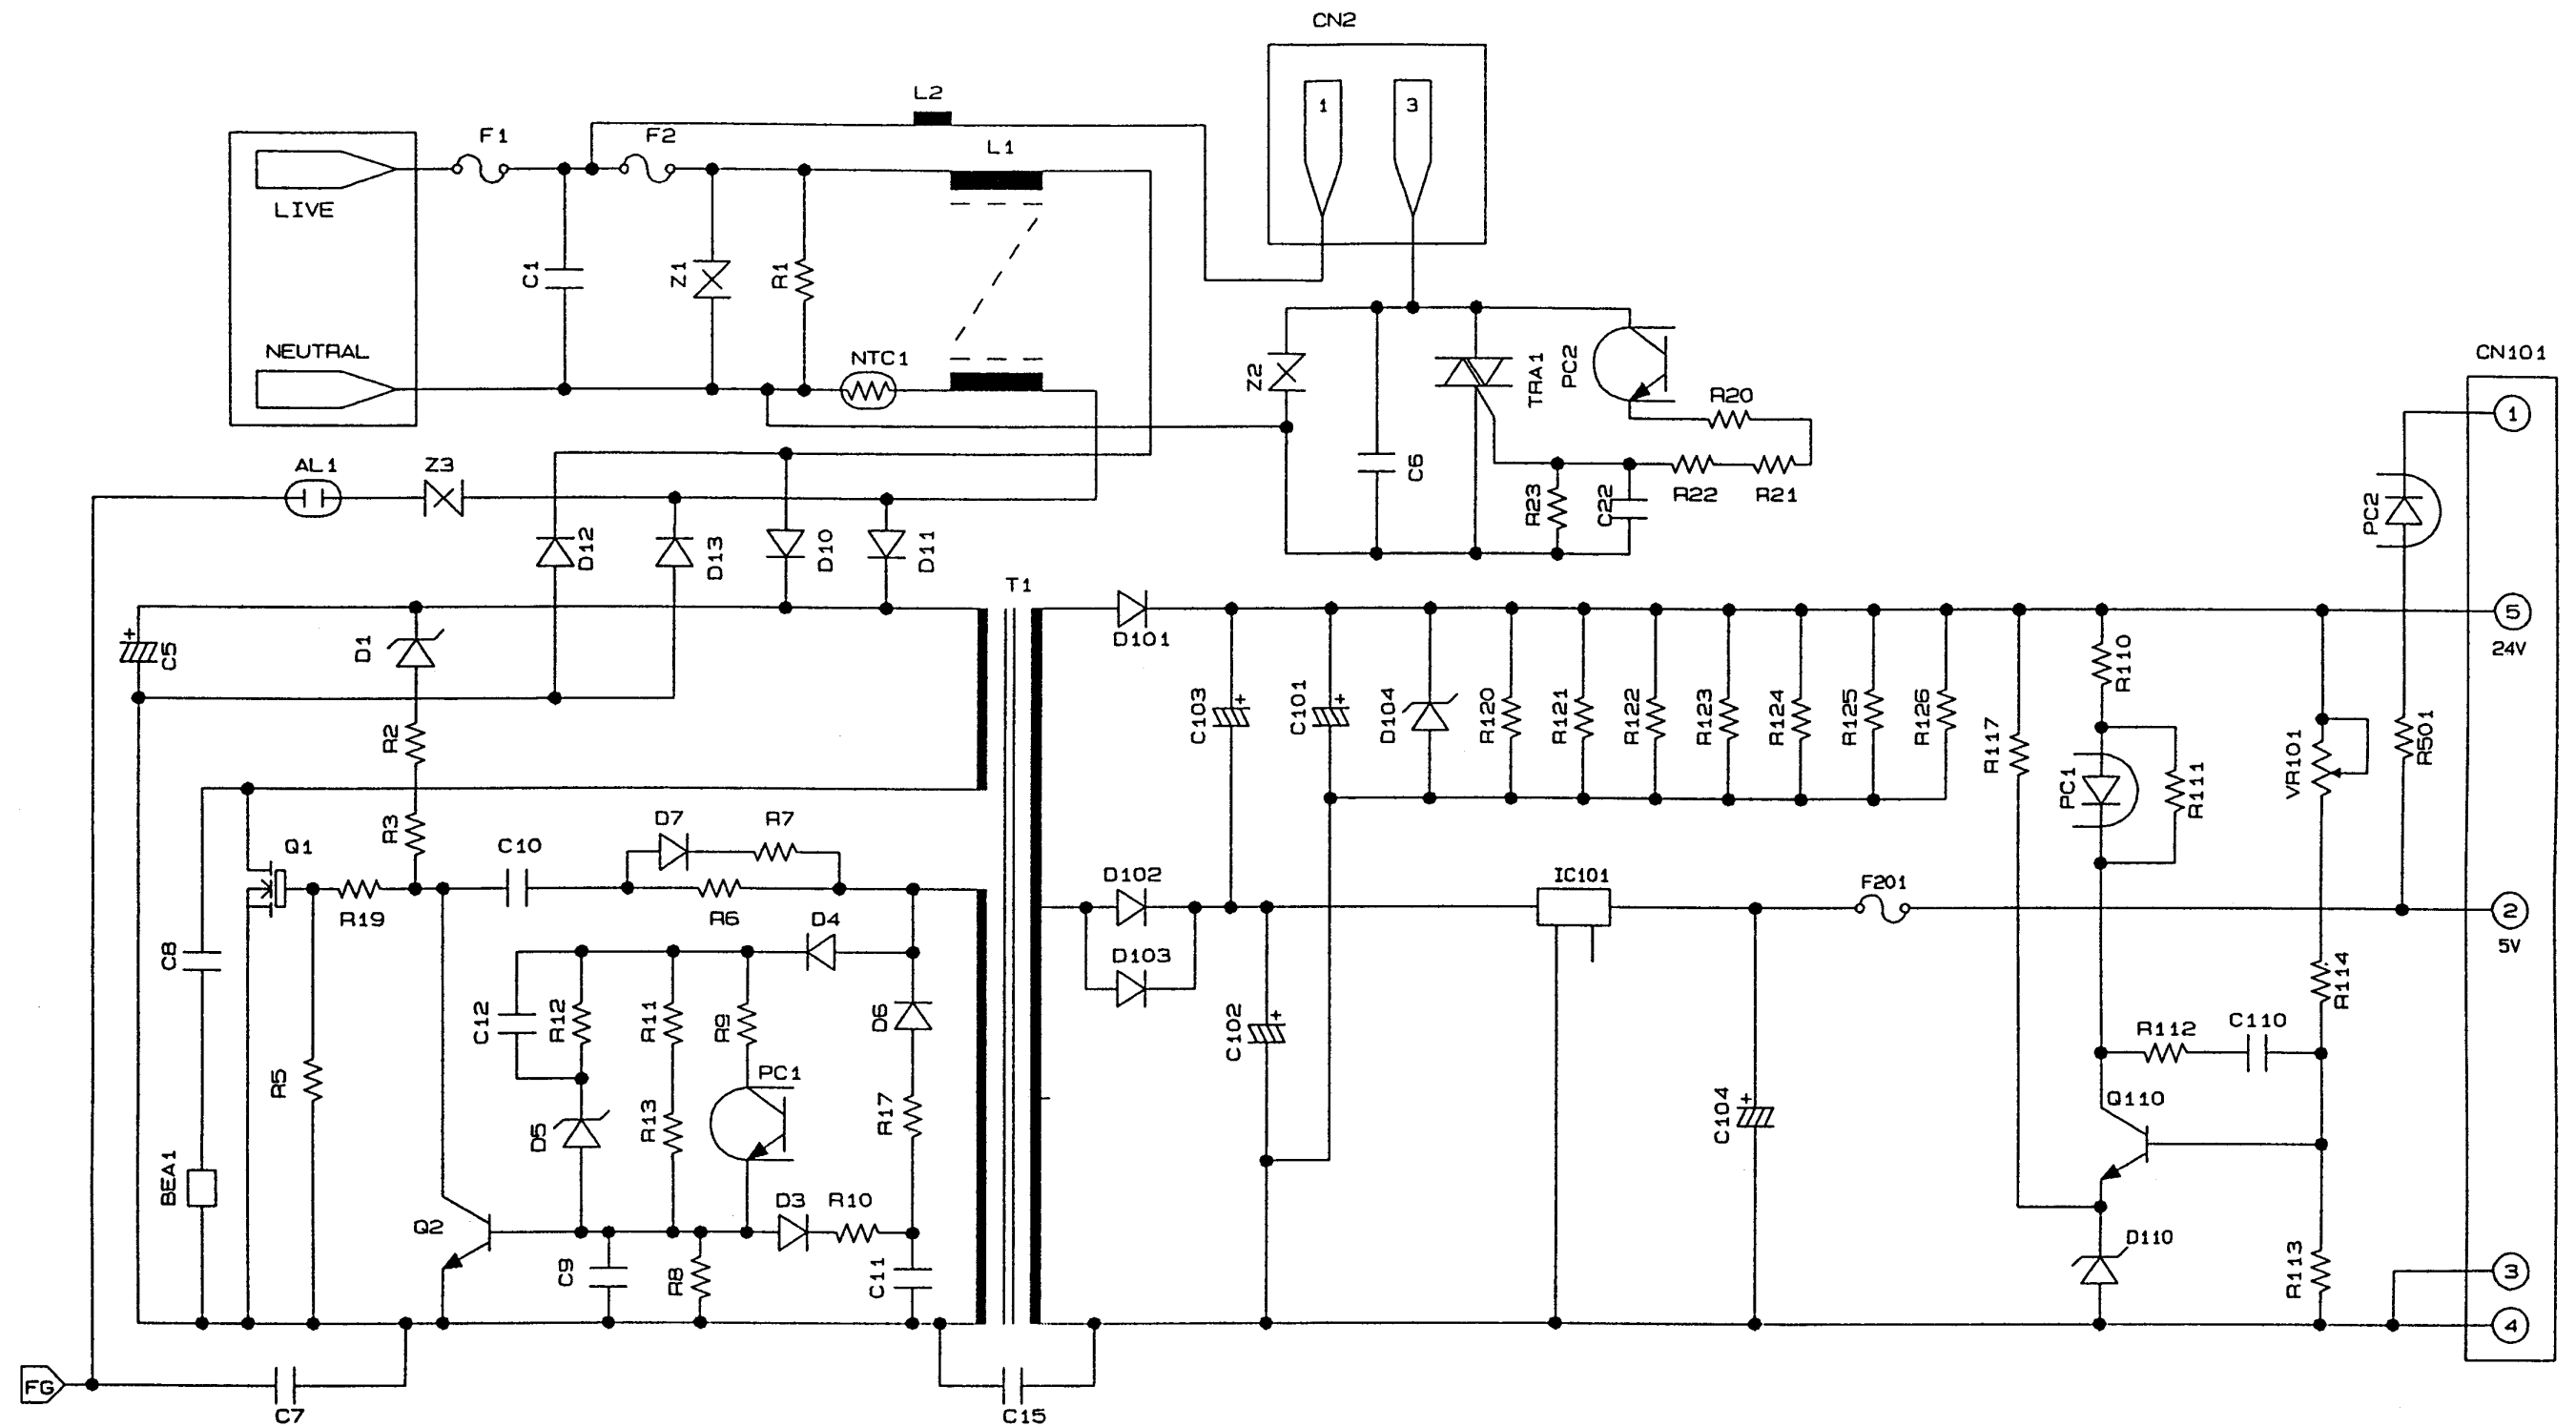 CN2
1
3
L2
F1
F2
L1
LIVE
C1
Z1
R1
NEUTRAL
NTC1
Z2
C6
TRA1
PC2
R20
R23
C22
R22
R21
CN101
1
PC2
AL1
Z3
D12
D13
D10
D11
T1
C5
D1
D101
5
24V
R2
C103
C101
D104
R120
R121
R122
R123
R124
R125
R126
R117
R110
PC1
R111
VR101
R501
R3
Q1
C10
D7
R7
R19
R6
D4
D102
D103
IC101
F201
2
5V
C8
C12
R12
R11
R9
D6
C102
R114
R5
D5
R13
PC1
R17
C104
R112
C110
Q110
BEA1
Q2
D3
R10
C9
R8
C11
D110
R113
3
4
FG
C7
C15